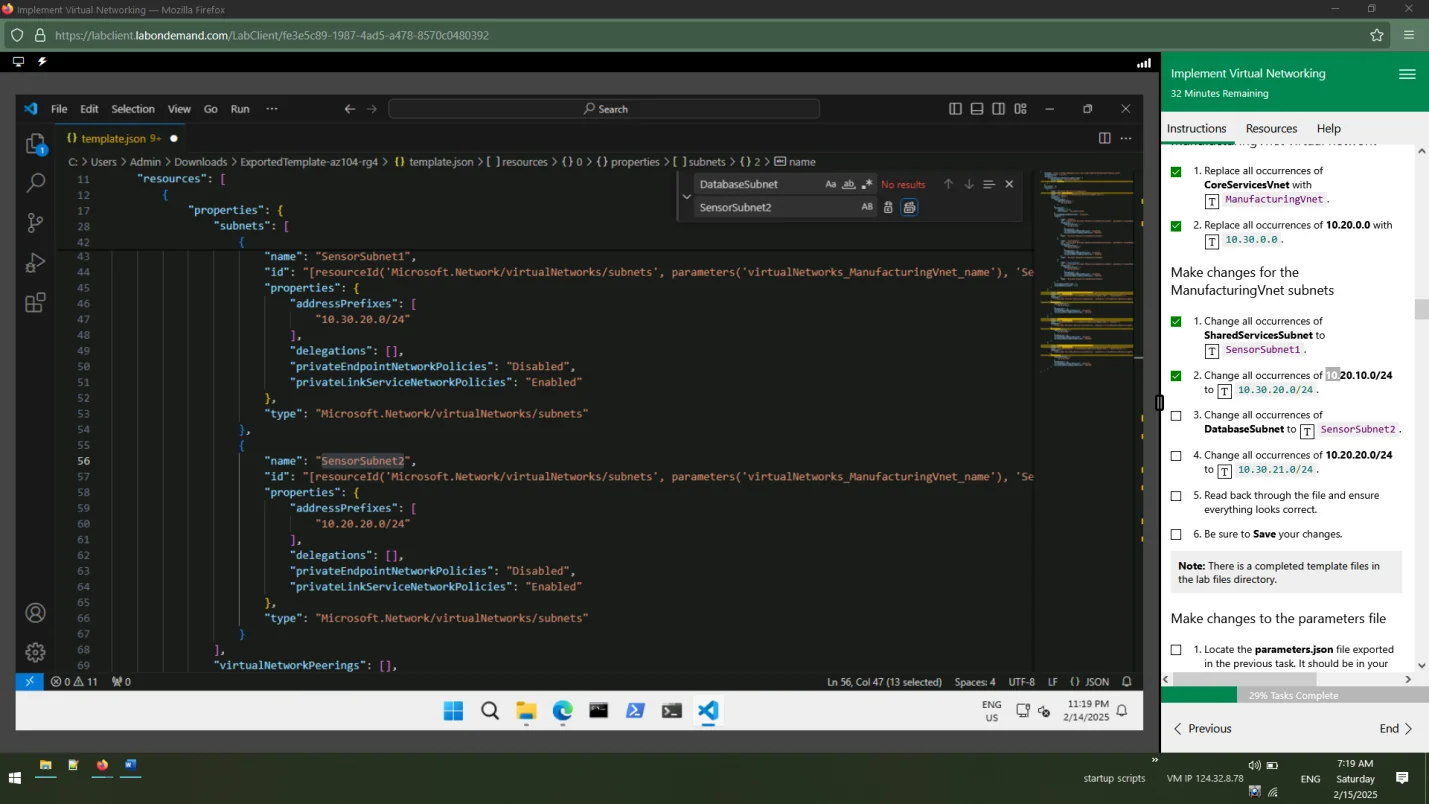 Implement Virtual Networking — Mozilla Firefox
https://labclient.labondemand.com/LabClient/fe3e5c89-1987-4ad5-a478-8570c0480392
File Edit Selection View Go Run ··· Search
{} template.json 9+
C: > Users > Admin > Downloads > ExportedTemplate-az104-rg4 > {} template.json > [ ] resources > {} 0 > {} properties > [ ] subnets > {} 2 > name
DatabaseSubnet Aa ab .* No results
SensorSubnet2 AB
11 "resources": [
12 {
17 "properties": {
28 "subnets": [
42 {
43 "name": "SensorSubnet1",
44 "id": "[resourceId('Microsoft.Network/virtualNetworks/subnets', parameters('virtualNetworks_ManufacturingVnet_name'), 'Se
45 "properties": {
46 "addressPrefixes": [
47 "10.30.20.0/24"
48 ],
49 "delegations": [],
50 "privateEndpointNetworkPolicies": "Disabled",
51 "privateLinkServiceNetworkPolicies": "Enabled"
52 },
53 "type": "Microsoft.Network/virtualNetworks/subnets"
54 },
55 {
56 "name": "SensorSubnet2",
57 "id": "[resourceId('Microsoft.Network/virtualNetworks/subnets', parameters('virtualNetworks_ManufacturingVnet_name'), 'Se
58 "properties": {
59 "addressPrefixes": [
60 "10.20.20.0/24"
61 ],
62 "delegations": [],
63 "privateEndpointNetworkPolicies": "Disabled",
64 "privateLinkServiceNetworkPolicies": "Enabled"
65 },
66 "type": "Microsoft.Network/virtualNetworks/subnets"
67 }
68 ],
69 "virtualNetworkPeerings": [],
1
0 11 0 Ln 56, Col 47 (13 selected) Spaces: 4 UTF-8 LF {} JSON
ENG
US
11:19 PM
2/14/2025
Implement Virtual Networking
32 Minutes Remaining
Instructions Resources Help
1. Replace all occurrences of
CoreServicesVnet with
T ManufacturingVnet .
2. Replace all occurrences of 10.20.0.0 with
T 10.30.0.0 .
Make changes for the
ManufacturingVnet subnets
1. Change all occurrences of
SharedServicesSubnet to
T SensorSubnet1 .
2. Change all occurrences of 10.20.10.0/24
to T 10.30.20.0/24 .
3. Change all occurrences of
DatabaseSubnet to T SensorSubnet2 .
4. Change all occurrences of 10.20.20.0/24
to T 10.30.21.0/24 .
5. Read back through the file and ensure
everything looks correct.
6. Be sure to Save your changes.
Note: There is a completed template files in
the lab files directory.
Make changes to the parameters file
1. Locate the parameters.json file exported
in the previous task. It should be in your
29% Tasks Complete
< Previous End >
startup scripts VM IP 124.32.8.78
ENG
7:19 AM
Saturday
2/15/2025